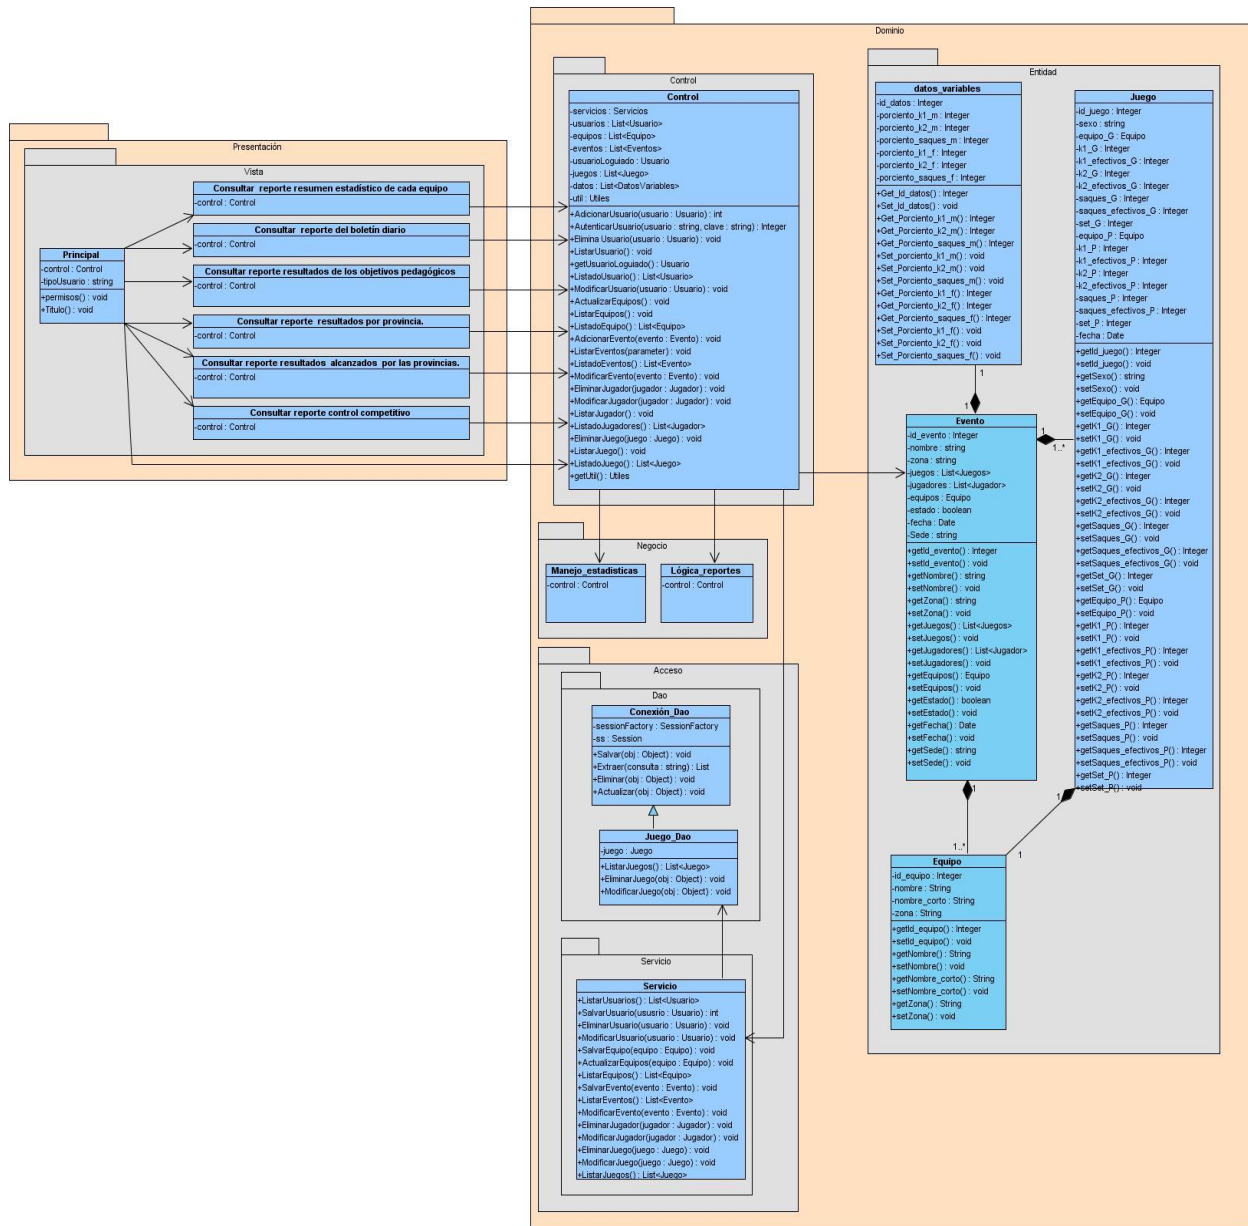 Presentación
Vista
Principal
-control : Control
-tipoUsuario : string
+permisos() : void
+Titulo() : void
Consultar reporte resumen estadístico de cada equipo
-control : Control
Consultar reporte del boletín diario
-control : Control
Consultar reporte resultados de los objetivos pedagógicos
-control : Control
Consultar reporte resultados por provincia.
-control : Control
Consultar reporte resultados alcanzados por las provincias.
-control : Control
Consultar reporte control competitivo
-control : Control
Dominio
Control
Control
-servicios : Servicios
-usuarios : List<Usuario>
-equipos : List<Equipo>
-eventos : List<Eventos>
-usuarioLoguiado : Usuario
-juegos : List<Juego>
-datos : List<DatosVariables>
-util : Utiles
+AdicionarUsuario(usuario : Usuario) : int
+AutenticarUsuario(usuario : string, clave : string) : Integer
+Elimina Usuario(usuario : Usuario) : void
+ListarUsuario() : void
+getUsuarioLoguiado() : Usuario
+ListadoUsuario() : List<Usuario>
+ModificarUsuario(usuario : Usuario) : void
+ActualizarEquipos() : void
+ListarEquipos() : void
+ListadoEquipo() : List<Equipo>
+AdicionarEvento(evento : Evento) : void
+ListarEventos(parameter) : void
+ListadoEventos() : List<Evento>
+ModificarEvento(evento : Evento) : void
+EliminarJugador(jugador : Jugador) : void
+ModificarJugador(jugador : Jugador) : void
+ListarJugador() : void
+ListadoJugadores() : List<Jugador>
+EliminarJuego(juego : Juego) : void
+ListarJuego() : void
+ListadoJuego() : List<Juego>
+getUtil() : Utiles
Negocio
Manejo_estadisticas
-control : Control
Lógica_reportes
-control : Control
Acceso
Dao
Conexión_Dao
-sessionFactory : SessionFactory
-ss : Session
+Salvar(obj : Object) : void
+Extraer(consulta : string) : List
+Eliminar(obj : Object) : void
+Actualizar(obj : Object) : void
Juego_Dao
-juego : Juego
+ListarJuegos() : List<Juego>
+EliminarJuego(obj : Object) : void
+ModificarJuego(obj : Object) : void
Servicio
Servicio
+ListarUsuarios() : List<Usuario>
+SalvarUsuario(ususrio : Usuario) : int
+EliminarUsuario(usuario : Usuario) : void
+ModificarUsuario(usuario : Usuario) : void
+SalvarEquipo(equipo : Equipo) : void
+ActualizarEquipos(equipo : Equipo) : void
+ListarEquipos() : List<Equipo>
+SalvarEvento(evento : Evento) : void
+ListarEventos() : List<Evento>
+ModificarEvento(evento : Evento) : void
+EliminarJugador(jugador : Jugador) : void
+ModificarJugador(jugador : Jugador) : void
+EliminarJuego(juego : Juego) : void
+ModificarJuego(juego : Juego) : void
+ListarJuegos() : List<Juego>
Entidad
datos_variables
-id_datos : Integer
-porciento_k1_m : Integer
-porciento_k2_m : Integer
-porciento_saques_m : Integer
-porciento_k1_f : Integer
-porciento_k2_f : Integer
-porciento_saques_f : Integer
+Get_Id_datos() : Integer
+Set_Id_datos() : void
+Get_Porciento_k1_m() : Integer
+Get_Porciento_k2_m() : Integer
+Get_Porciento_saques_m() : Integer
+Set_porciento_k1_m() : void
+Set_porciento_k2_m() : void
+Set_Porciento_saques_m() : void
+Get_Porciento_k1_f() : Integer
+Get_Porciento_k2_f() : Integer
+Get_Porciento_saques_f() : Integer
+Set_Porciento_k1_f() : void
+Set_Porciento_k2_f() : void
+Set_Porciento_saques_f() : void
1
1
Evento
-id_evento : Integer
-nombre : string
-zona : string
-juegos : List<Juegos>
-jugadores : List<Jugador>
-equipos : Equipo
-estado : boolean
-fecha : Date
-Sede : string
+getId_evento() : Integer
+setId_evento() : void
+getNombre() : string
+setNombre() : void
+getZona() : string
+setZona() : void
+getJuegos() : List<Juegos>
+setJuegos() : void
+getJugadores() : List<Jugador>
+setJugadores() : void
+getEquipos() : Equipo
+setEquipos() : void
+getEstado() : boolean
+setEstado() : void
+getFecha() : Date
+setFecha() : void
+getSede() : string
+setSede() : void
1
1..*
1
1..*
Equipo
-id_equipo : Integer
-nombre : String
-nombre_corto : String
-zona : String
+getId_equipo() : Integer
+setId_equipo() : void
+getNombre() : String
+setNombre() : void
+getNombre_corto() : String
+setNombre_corto() : void
+getZona() : String
+setZona() : void
Juego
-id_juego : Integer
-sexo : string
-equipo_G : Equipo
-k1_G : Integer
-k1_efectivos_G : Integer
-k2_G : Integer
-k2_efectivos_G : Integer
-saques_G : Integer
-saques_efectivos_G : Integer
-set_G : Integer
-equipo_P : Equipo
-k1_P : Integer
-k1_efectivos_P : Integer
-k2_P : Integer
-k2_efectivos_P : Integer
-saques_P : Integer
-saques_efectivos_P : Integer
-set_P : Integer
-fecha : Date
+getId_juego() : Integer
+setId_juego() : void
+getSexo() : string
+setSexo() : void
+getEquipo_G() : Equipo
+setEquipo_G() : void
+getK1_G() : Integer
+setK1_G() : void
+getK1_efectivos_G() : Integer
+setK1_efectivos_G() : void
+getK2_G() : Integer
+setK2_G() : void
+getK2_efectivos_G() : Integer
+setK2_efectivos_G() : void
+getSaques_G() : Integer
+setSaques_G() : void
+getSaques_efectivos_G() : Integer
+setSaques_efectivos_G() : void
+getSet_G() : Integer
+setSet_G() : void
+getEquipo_P() : Equipo
+setEquipo_P() : void
+getK1_P() : Integer
+setK1_P() : void
+getK1_efectivos_P() : Integer
+setK1_efectivos_P() : void
+getK2_P() : Integer
+setK2_P() : void
+getK2_efectivos_P() : Integer
+setK2_efectivos_P() : void
+getSaques_P() : Integer
+setSaques_P() : void
+getSaques_efectivos_P() : Integer
+setSaques_efectivos_P() : void
+getSet_P() : Integer
+setSet_P() : void
1
1